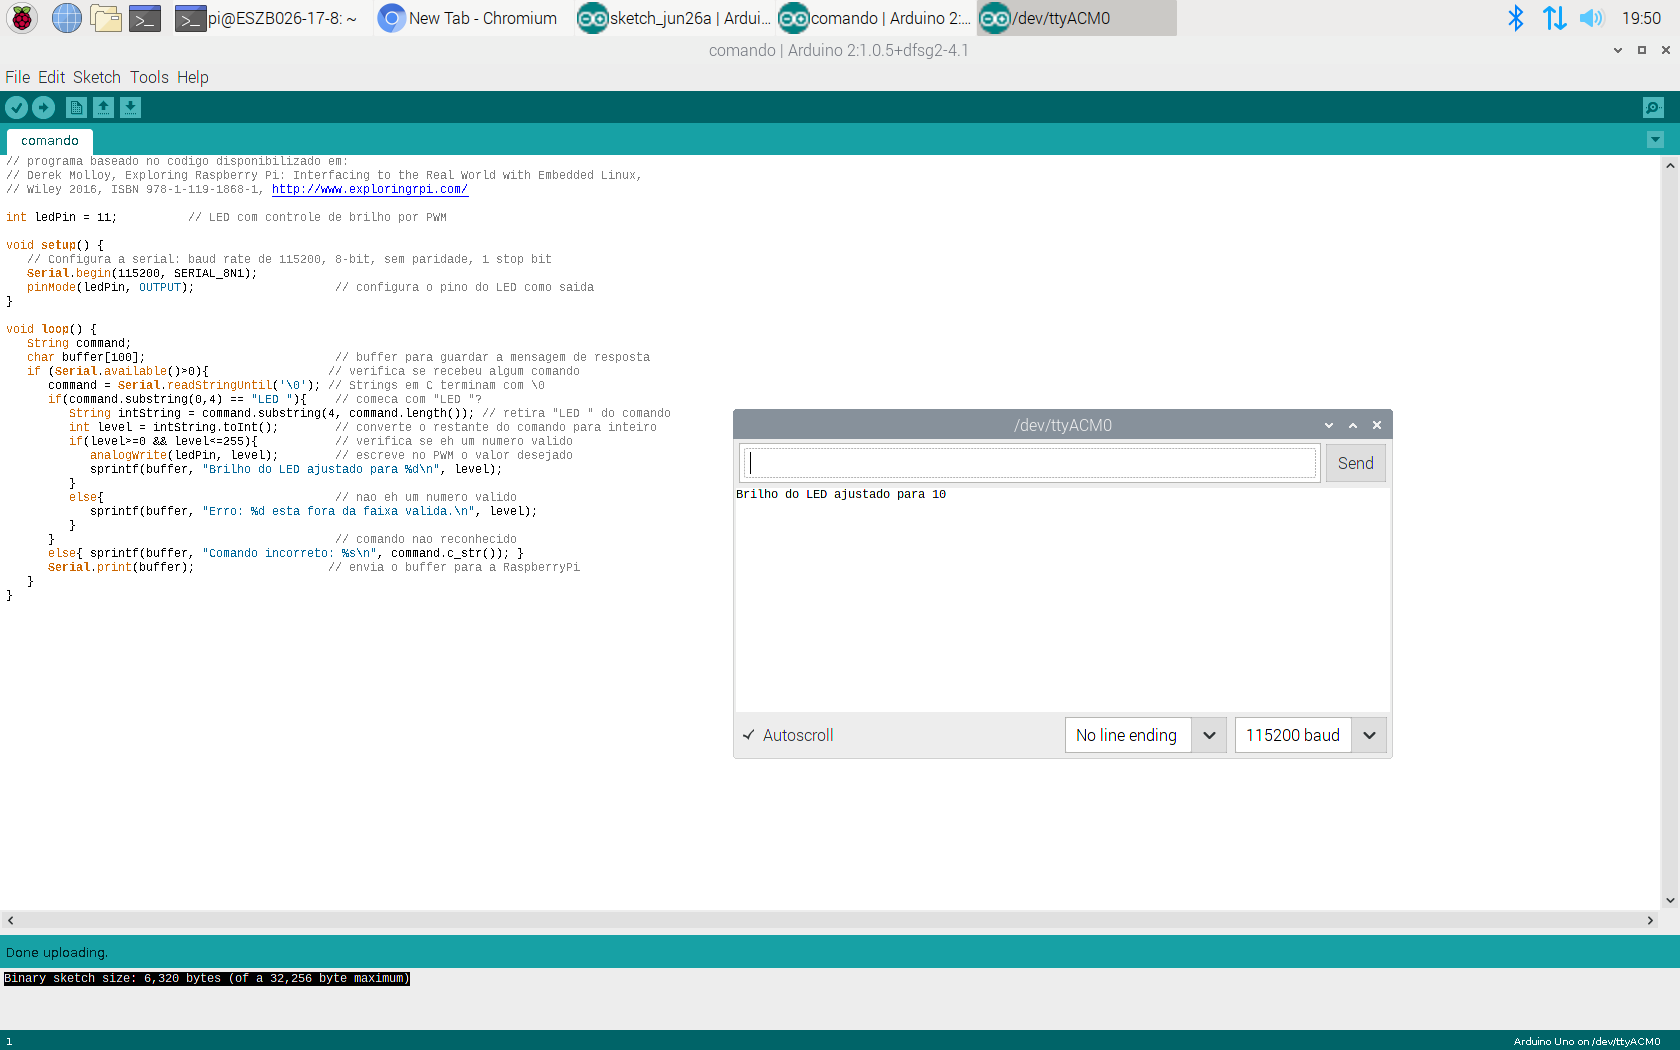 pi@ESZB026-17-8: ~
New Tab - Chromium
sketch_jun26a | Ardui...
comando | Arduino 2:...
/dev/ttyACM0
19:50
comando | Arduino 2:1.0.5+dfsg2-4.1
File Edit Sketch Tools Help
comando
// programa baseado no codigo disponibilizado em:
// Derek Molloy, Exploring Raspberry Pi: Interfacing to the Real World with Embedded Linux,
// Wiley 2016, ISBN 978-1-119-1868-1, http://www.exploringrpi.com/
int ledPin = 11;          // LED com controle de brilho por PWM
void setup() {
   // Configura a serial: baud rate de 115200, 8-bit, sem paridade, 1 stop bit
   Serial.begin(115200, SERIAL_8N1);
   pinMode(ledPin, OUTPUT);                    // configura o pino do LED como saida
}
void loop() {
   String command;
   char buffer[100];                           // buffer para guardar a mensagem de resposta
   if (Serial.available()>0){                 // verifica se recebeu algum comando
      command = Serial.readStringUntil('\0'); // Strings em C terminam com \0
      if(command.substring(0,4) == "LED "){    // comeca com "LED "?
         String intString = command.substring(4, command.length()); // retira "LED " do comando
         int level = intString.toInt();        // converte o restante do comando para inteiro
         if(level>=0 && level<=255){           // verifica se eh um numero valido
            analogWrite(ledPin, level);        // escreve no PWM o valor desejado
            sprintf(buffer, "Brilho do LED ajustado para %d\n", level);
         }
         else{                                 // nao eh um numero valido
            sprintf(buffer, "Erro: %d esta fora da faixa valida.\n", level);
         }
      }                                        // comando nao reconhecido
      else{ sprintf(buffer, "Comando incorreto: %s\n", command.c_str()); }
      Serial.print(buffer);                   // envia o buffer para a RaspberryPi
   }
}
/dev/ttyACM0
Send
Brilho do LED ajustado para 10
Autoscroll
No line ending
115200 baud
Done uploading.
Binary sketch size: 6,320 bytes (of a 32,256 byte maximum)
1
Arduino Uno on /dev/ttyACM0